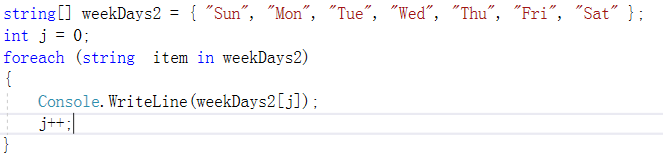 string[] weekDays2 = { "Sun", "Mon", "Tue", "Wed", "Thu", "Fri", "Sat" };
int j = 0;
foreach (string  item in weekDays2)
{
    Console.WriteLine(weekDays2[j]);
    j++;
}